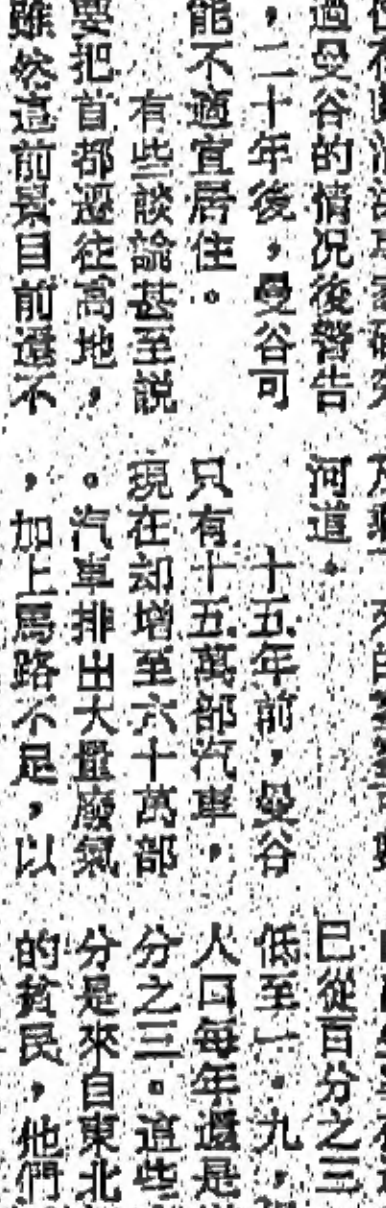 過曼谷的情况後警告
，二十年後，曼谷可
能不適宜居住。
有些談論甚至説
要把首都遷往高地，
雖然這前景目前還不
河道。
十五年前，曼谷
只有十五萬部汽車，
現在却增至六十萬部
。汽車排出大量廢氣
，加上馬路不足，以
已從百分之三
低至一·九，
人口每年還是
分之三。這些
分是來自東北
的貧民，他們